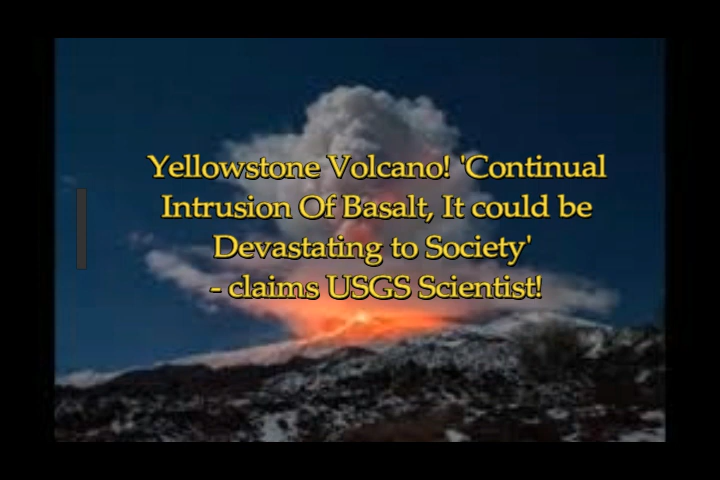 Yellowstone Volcano! 'Continual
Intrusion Of Basalt, It could be
Devastating to Society'
- claims USGS Scientist!